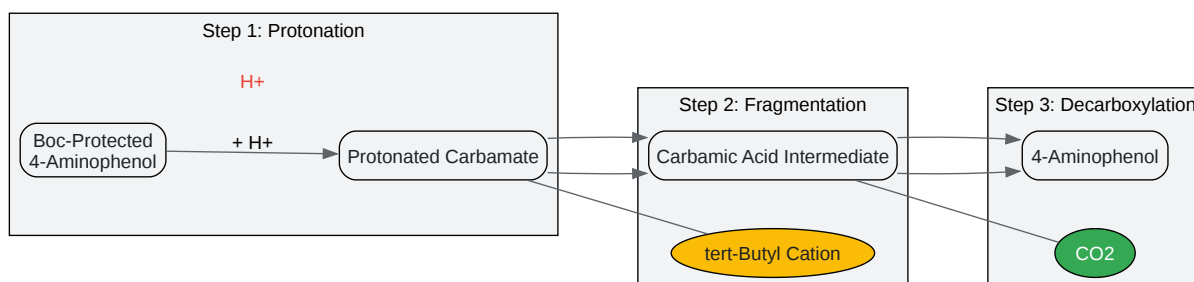 Step 1: Protonation
H+
Boc-Protected
4-Aminophenol
+ H+
Protonated Carbamate
Step 2: Fragmentation
Carbamic Acid Intermediate
tert-Butyl Cation
Step 3: Decarboxylation
4-Aminophenol
CO2